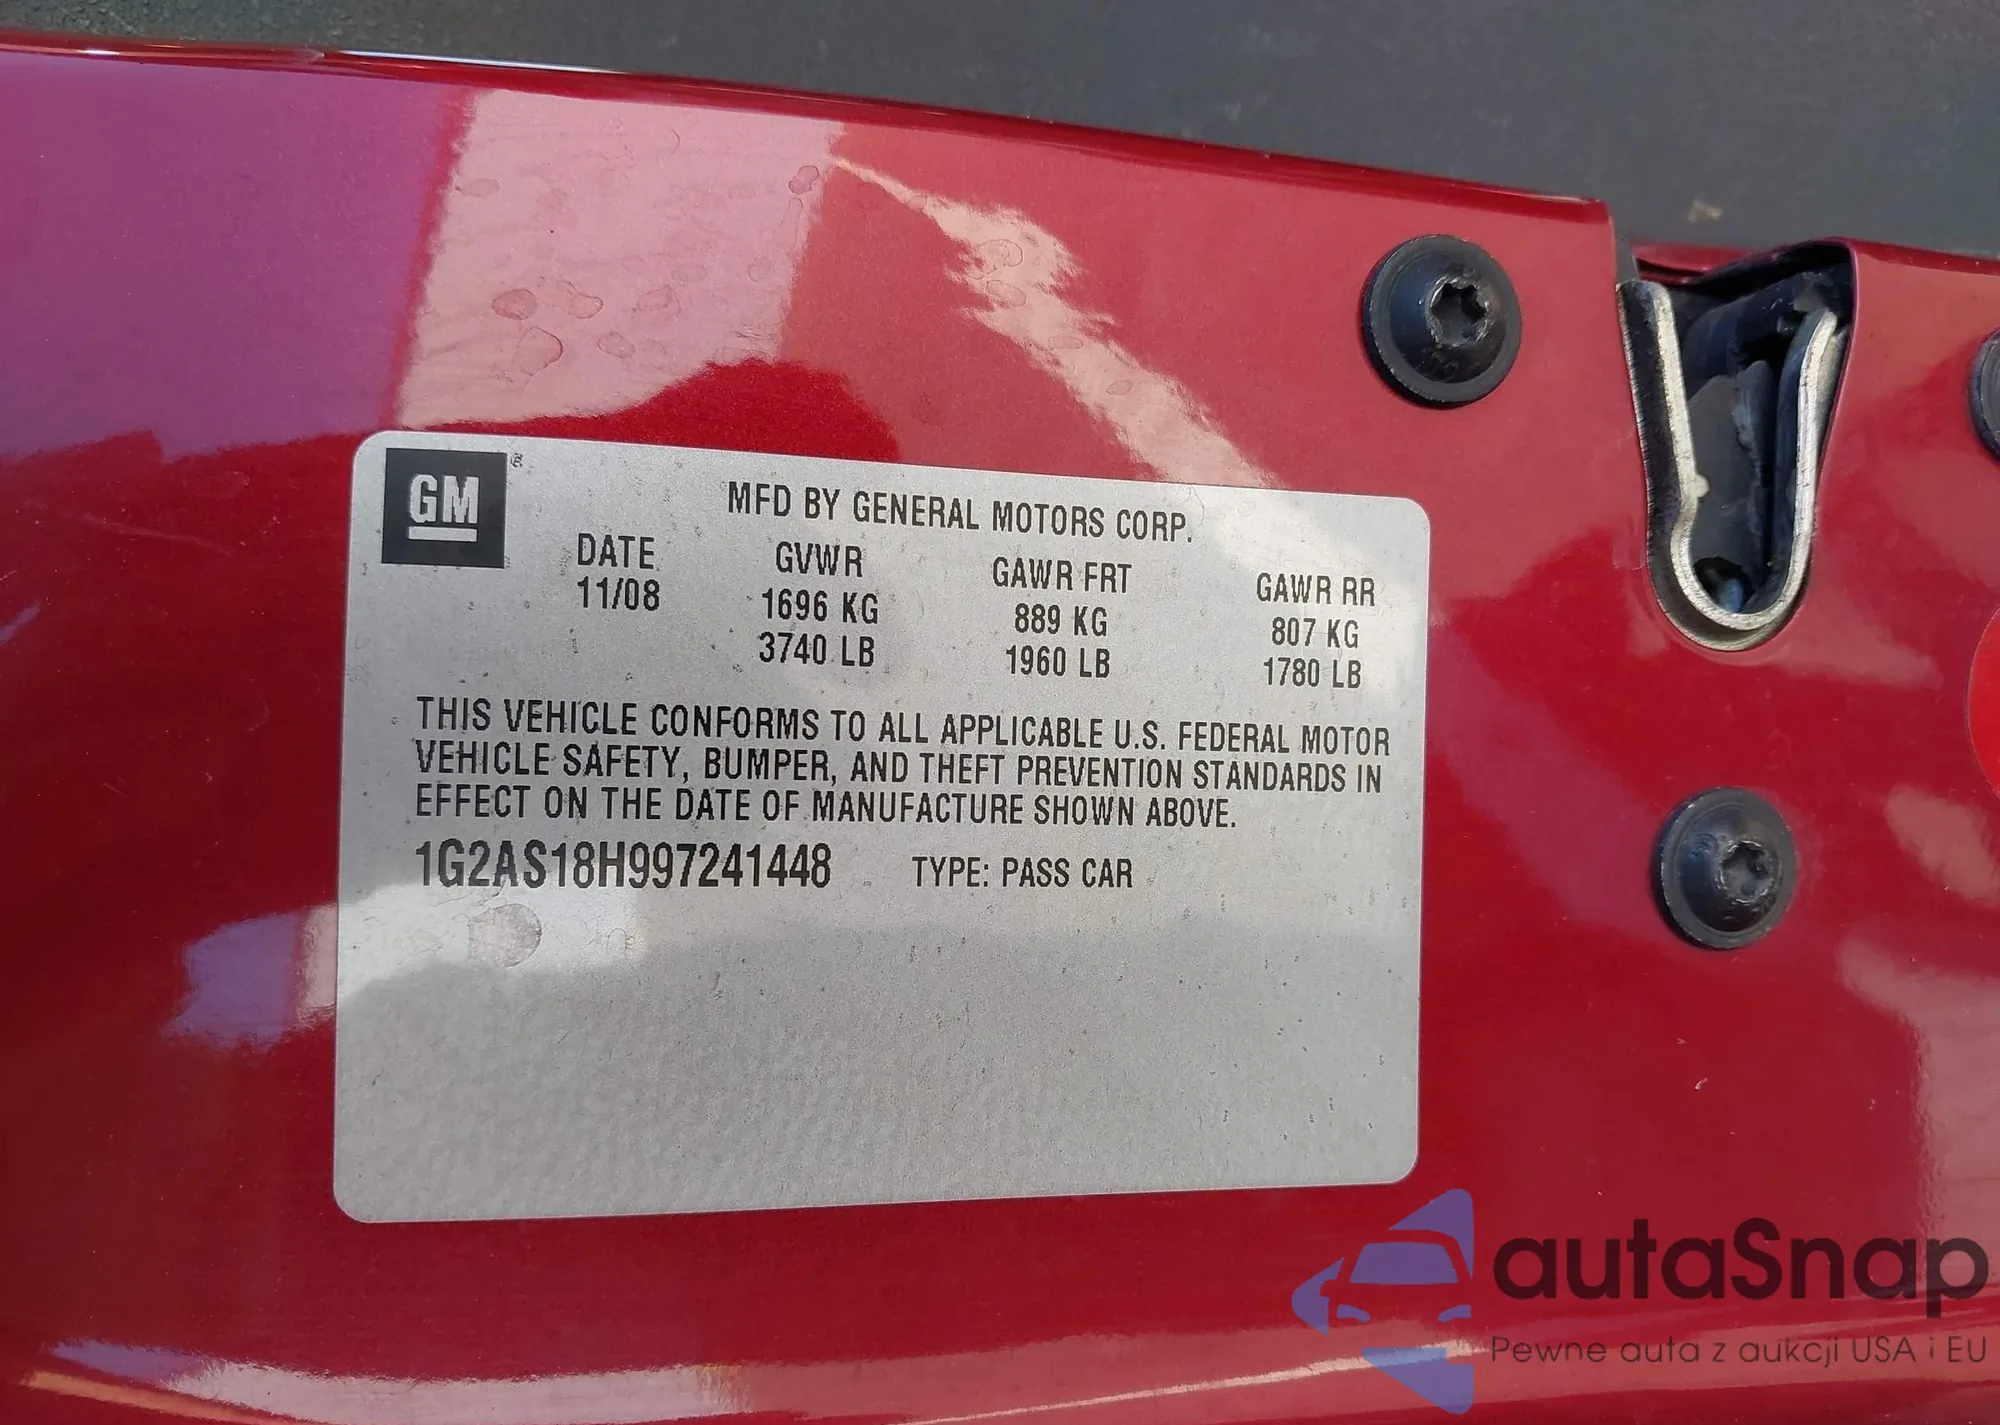 GM
MFD BY GENERAL MOTORS CORP.
DATE GVWR GAWR FRT GAWR RR
11/08 1696 KG 889 KG 807 KG
3740 LB 1960 LB 1780 LB
THIS VEHICLE CONFORMS TO ALL APPLICABLE U.S. FEDERAL MOTOR
VEHICLE SAFETY, BUMPER, AND THEFT PREVENTION STANDARDS IN
EFFECT ON THE DATE OF MANUFACTURE SHOWN ABOVE.
1G2AS18H997241448 TYPE: PASS CAR
autaSnap
Pewne auta z aukcji USA i EU